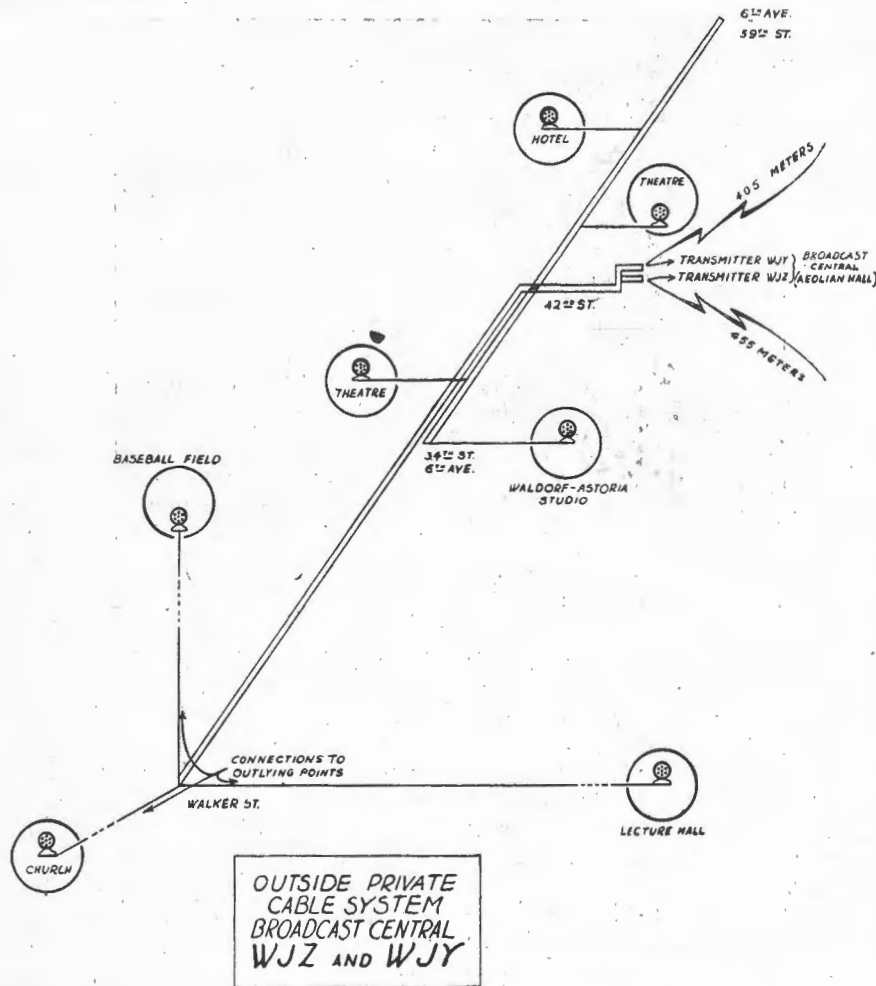 6TH AVE.
59TH ST.
HOTEL
THEATRE
405 METERS
TRANSMITTER WJY
TRANSMITTER WJZ
BROADCAST
CENTRAL
(AEOLIAN HALL)
42ND ST.
455 METERS
THEATRE
34TH ST.
6TH AVE.
WALDORF-ASTORIA
STUDIO
BASEBALL FIELD
CONNECTIONS TO
OUTLYING POINTS
WALKER ST.
LECTURE HALL
CHURCH
OUTSIDE PRIVATE
CABLE SYSTEM
BROADCAST CENTRAL
WJZ AND WJY